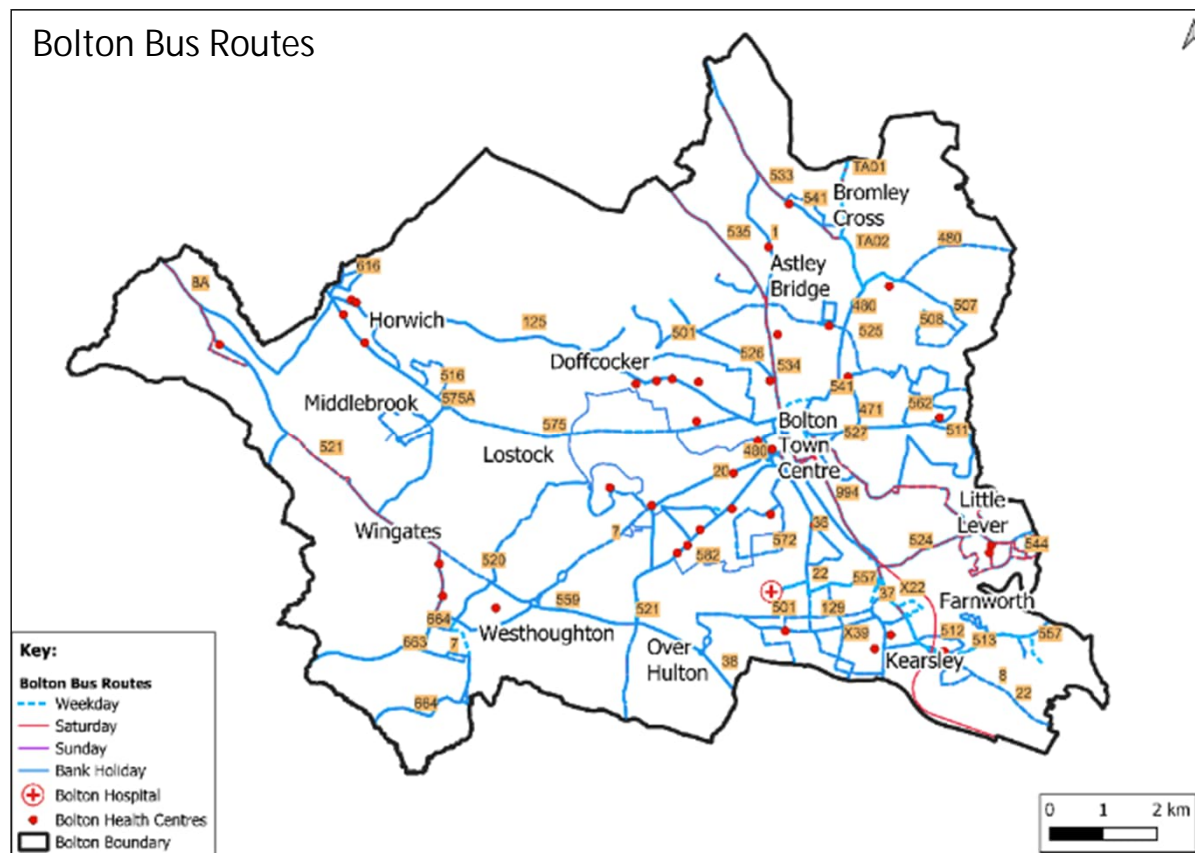 Bolton Bus Routes
TA01
533
541
Bromley
Cross
535
1
TA02
480
Astley
Bridge
8A
616
Horwich
125
501
480
507
508
525
526
534
Doffcocker
516
575A
Middlebrook
541
471
562
511
527
Bolton
Town
Centre
575
Lostock
521
480
20
994
Little
Lever
Wingates
7
36
572
582
524
544
520
22
557
37
X22
Farnworth
559
521
501
129
664
Westhoughton
X39
512
513
557
663
7
Over
Hulton
38
Kearsley
8
22
664
Key:
Bolton Bus Routes
Weekday
Saturday
Sunday
Bank Holiday
Bolton Hospital
Bolton Health Centres
Bolton Boundary
0 1 2 km